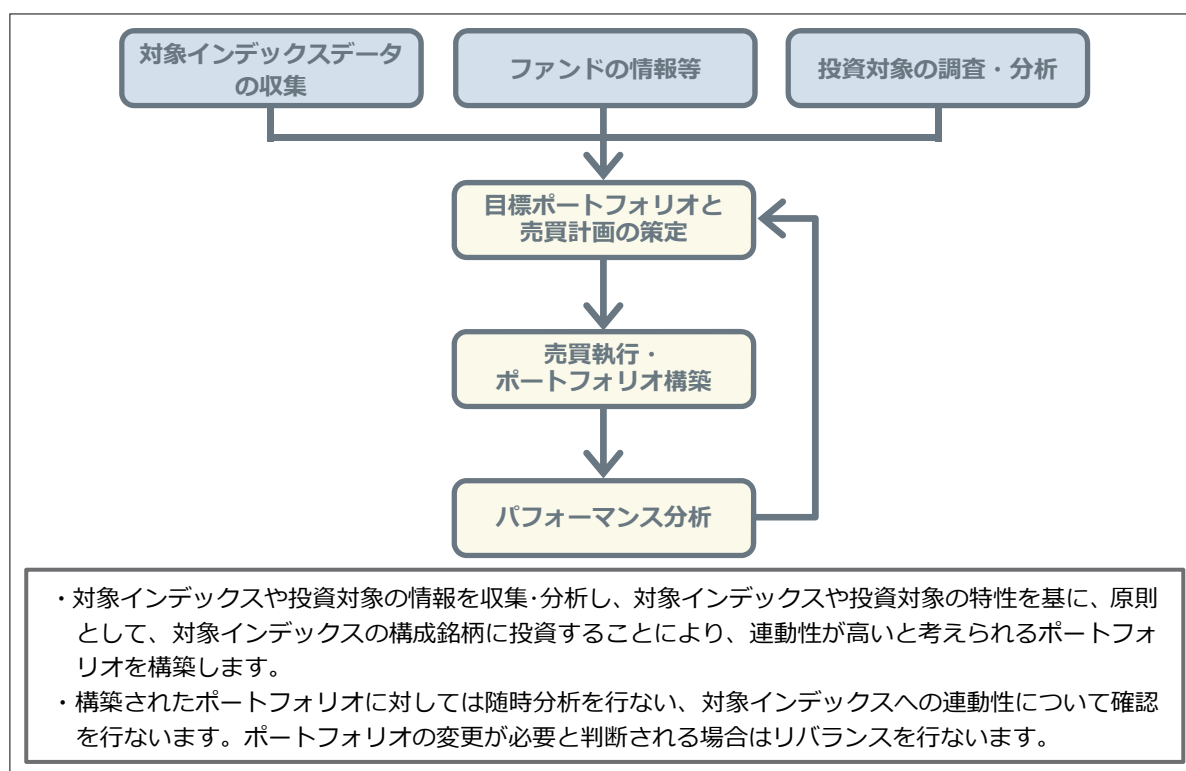 対象インデックスデータ
の収集
ファンドの情報等
投資対象の調査・分析
目標ポートフォリオと
売買計画の策定
売買執行・
ポートフォリオ構築
パフォーマンス分析
・対象インデックスや投資対象の情報を収集・分析し、対象インデックスや投資対象の特性を基に、原則
として、対象インデックスの構成銘柄に投資することにより、連動性が高いと考えられるポートフォ
リオを構築します。
・構築されたポートフォリオに対しては随時分析を行ない、対象インデックスへの連動性について確認
を行ないます。ポートフォリオの変更が必要と判断される場合はリバランスを行ないます。